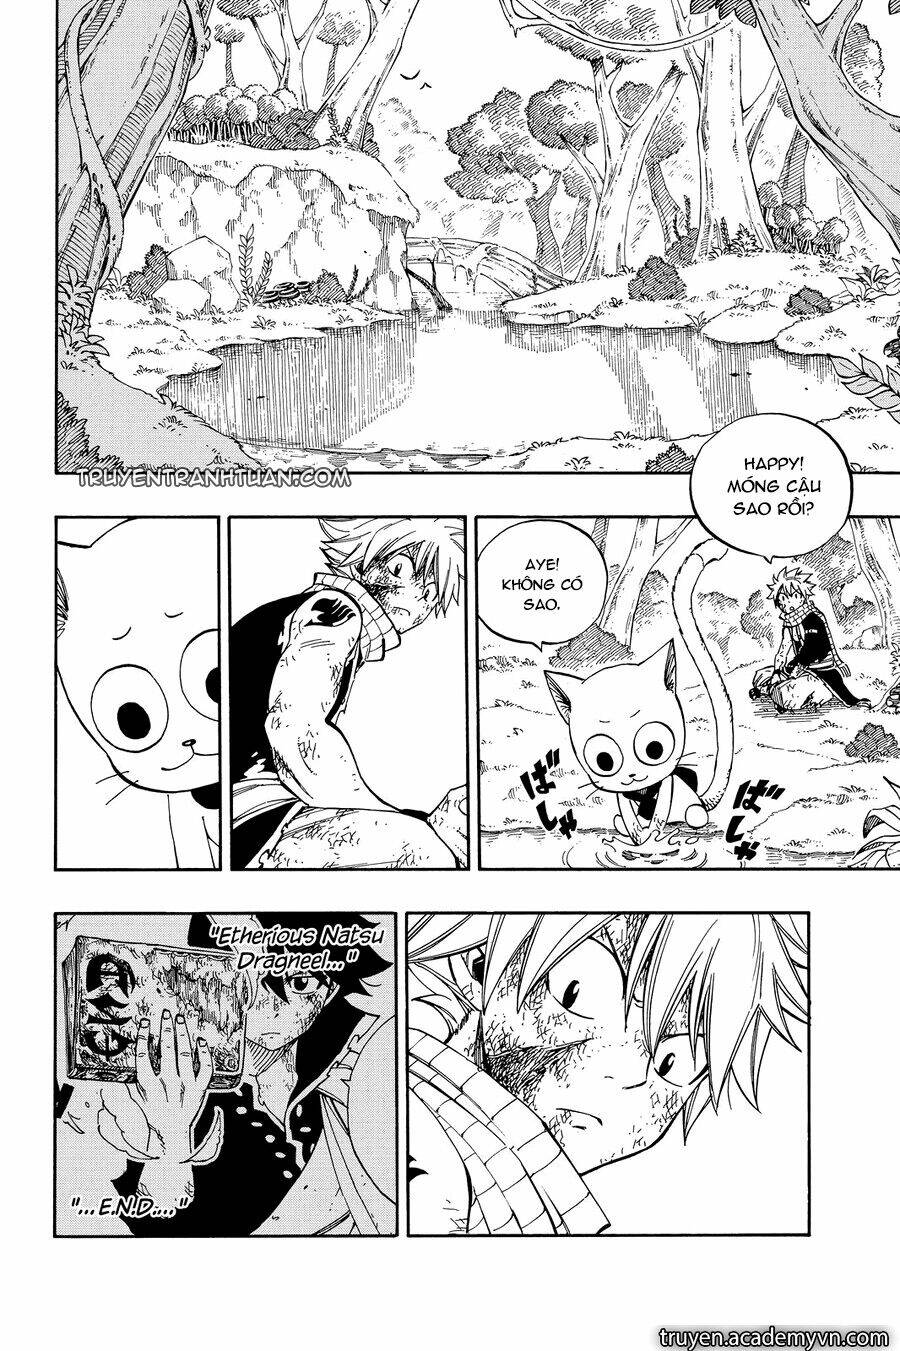 TRUYENTRANHTUAN.COM
HAPPY!
MÓNG CẬU
SAO RỒI?
AYE!
KHÔNG CÓ
SAO.
ばしゃ
ばしゃ
"Etherious Natsu
Dragneel..."
"... E.N.D...."
truyen.academyvn.com